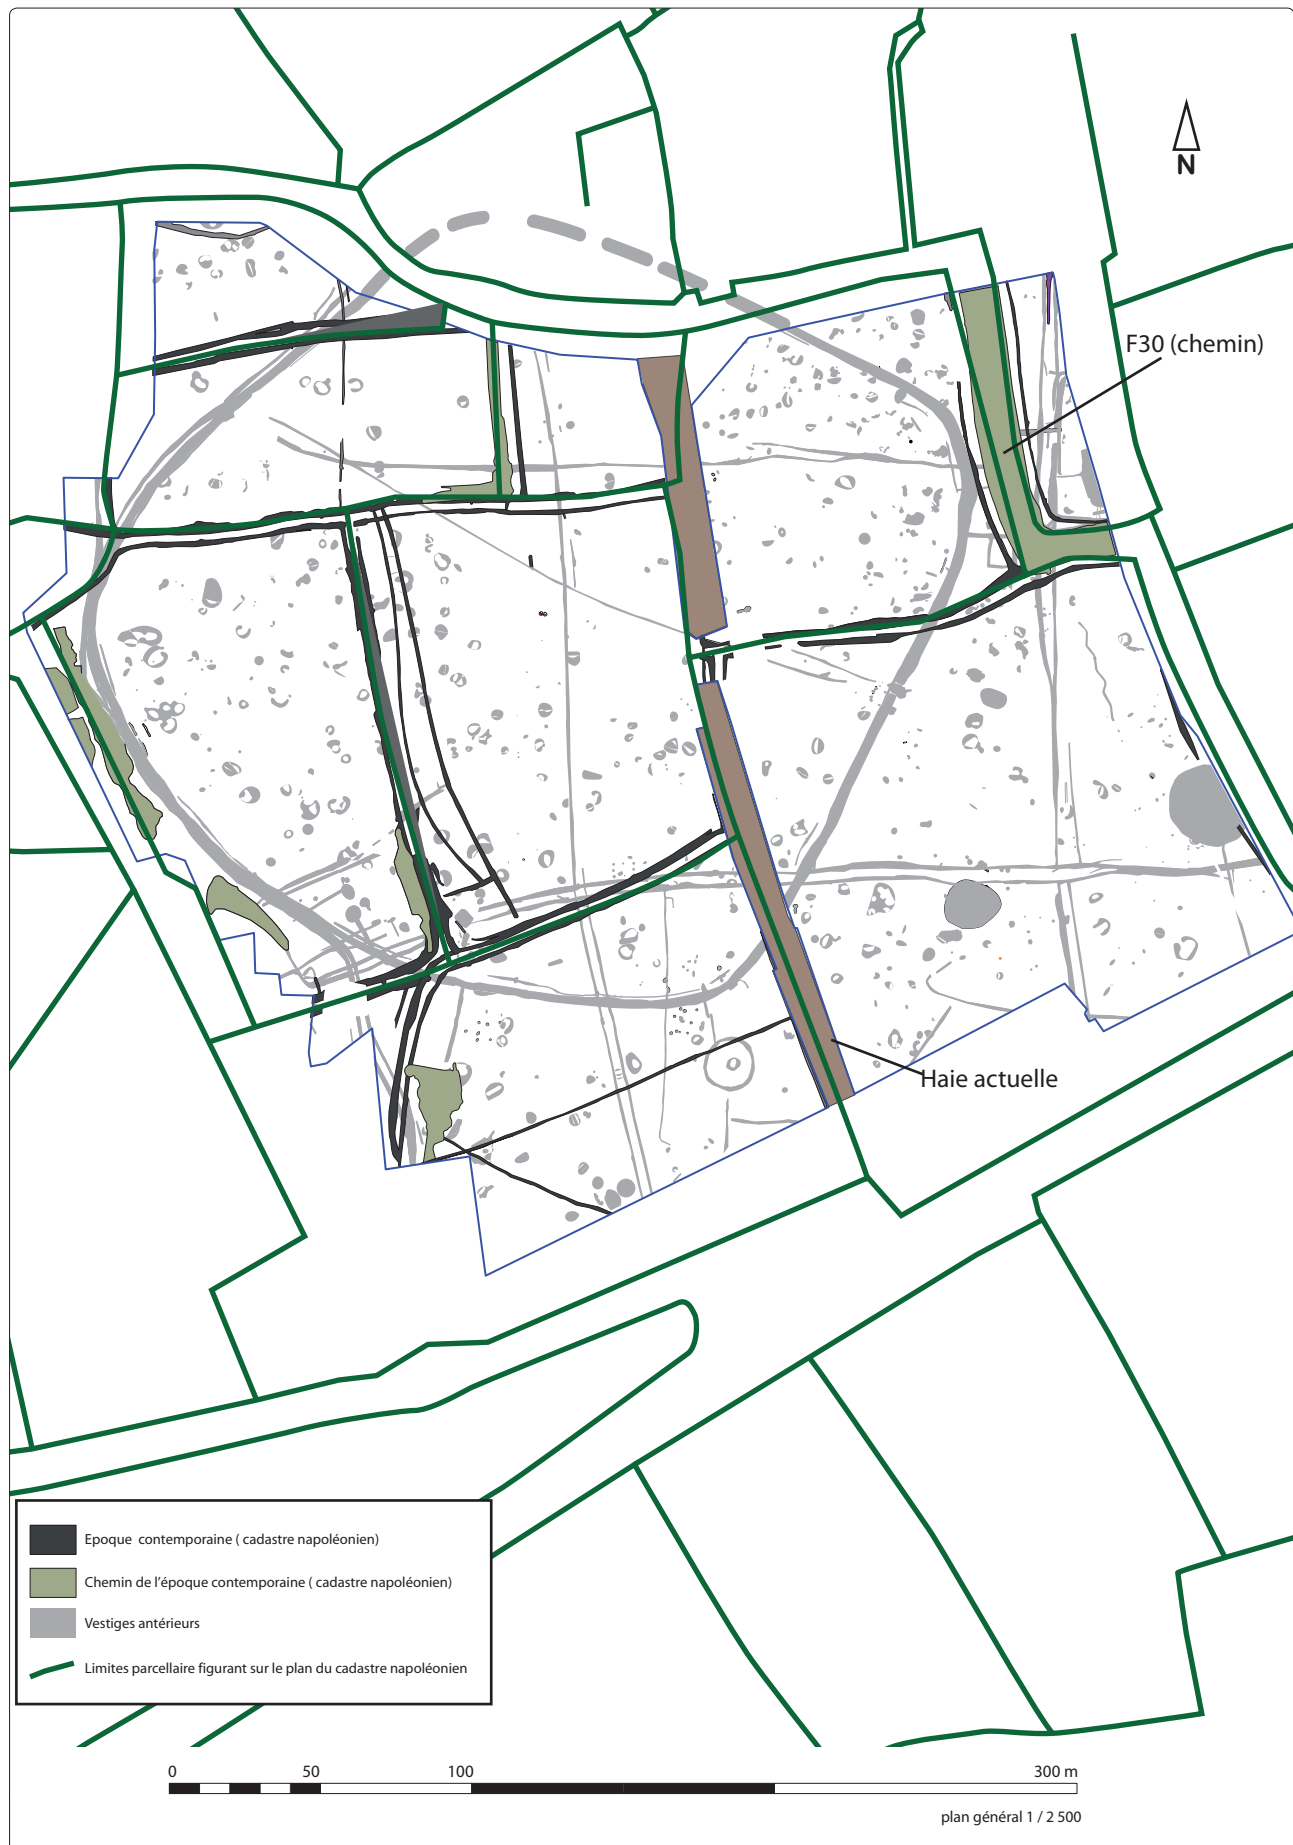 N
F30 (chemin)
Haie actuelle
Epoque contemporaine ( cadastre napoléonien)
Chemin de l'époque contemporaine ( cadastre napoléonien)
Vestiges antérieurs
Limites parcellaire figurant sur le plan du cadastre napoléonien
0 50 100 300 m
plan général 1 / 2 500